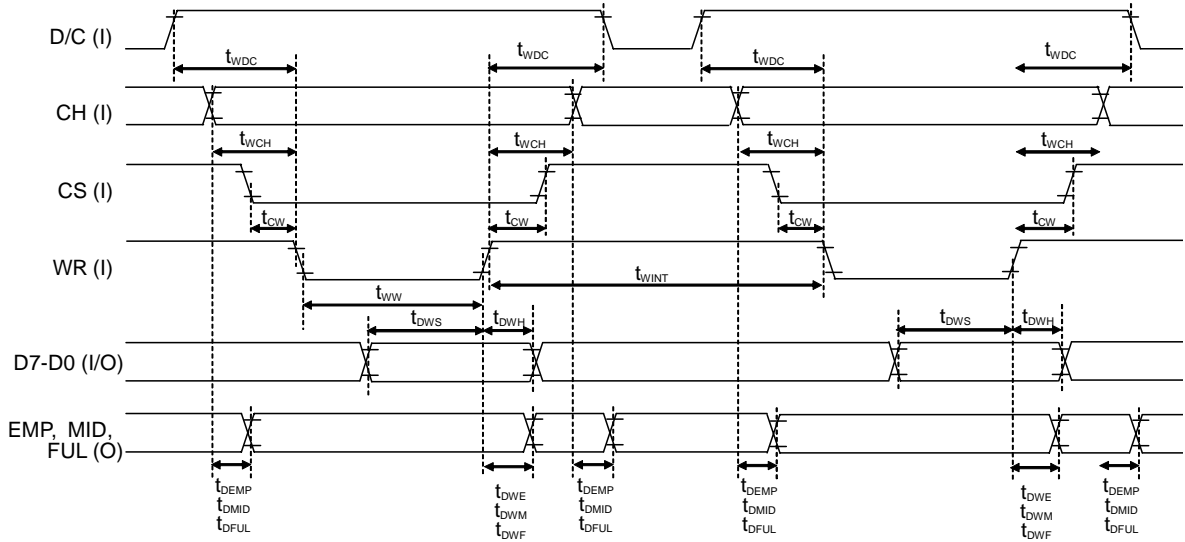 D/C (I)
tWDC tWDC tWDC tWDC
CH (I)
tWCH tWCH tWCH tWCH
CS (I)
tCW tCW tCW tCW
WR (I)
tWINT
tWW
tDWS tDWH tDWS tDWH
D7-D0 (I/O)
EMP, MID,
FUL (O)
tDEMP tDWE tDEMP tDEMP tDWE tDEMP
tDMID tDWM tDMID tDMID tDWM tDMID
tDFUL tDWF tDFUL tDFUL tDWF tDFUL